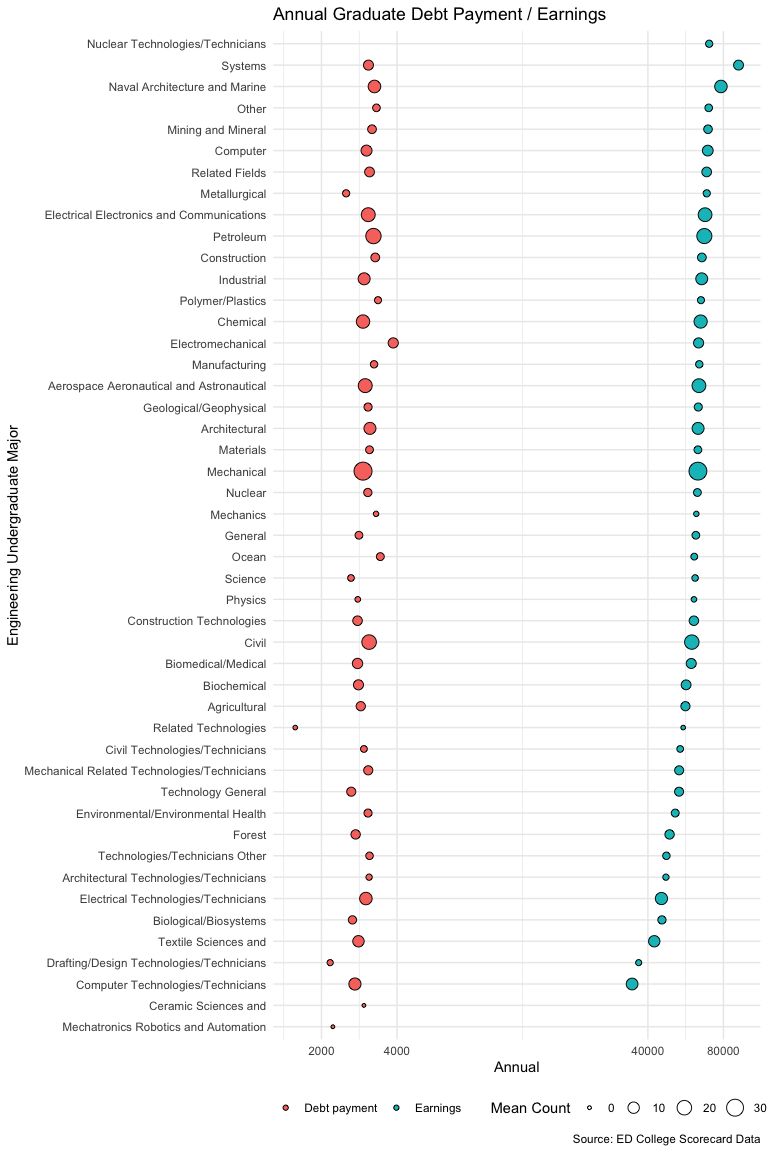 Annual Graduate Debt Payment / Earnings
Engineering Undergraduate Major
Nuclear Technologies/Technicians
Systems
Naval Architecture and Marine
Other
Mining and Mineral
Computer
Related Fields
Metallurgical
Electrical Electronics and Communications
Petroleum
Construction
Industrial
Polymer/Plastics
Chemical
Electromechanical
Manufacturing
Aerospace Aeronautical and Astronautical
Geological/Geophysical
Architectural
Materials
Mechanical
Nuclear
Mechanics
General
Ocean
Science
Physics
Construction Technologies
Civil
Biomedical/Medical
Biochemical
Agricultural
Related Technologies
Civil Technologies/Technicians
Mechanical Related Technologies/Technicians
Technology General
Environmental/Environmental Health
Forest
Technologies/Technicians Other
Architectural Technologies/Technicians
Electrical Technologies/Technicians
Biological/Biosystems
Textile Sciences and
Drafting/Design Technologies/Technicians
Computer Technologies/Technicians
Ceramic Sciences and
Mechatronics Robotics and Automation
2000 4000 40000 80000
Annual
Debt payment Earnings Mean Count 0 10 20 30
Source: ED College Scorecard Data